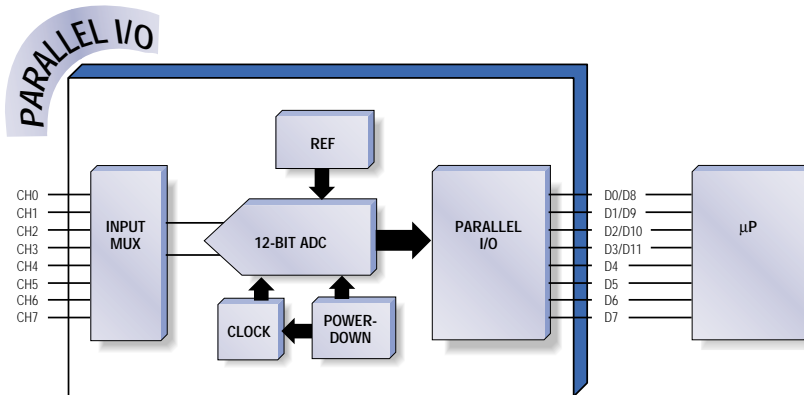 PARALLEL I/O
REF
CH0
CH1
CH2
CH3
CH4
CH5
CH6
CH7
INPUT
MUX
12-BIT ADC
CLOCK
POWER-
DOWN
PARALLEL
I/O
D0/D8
D1/D9
D2/D10
D3/D11
D4
D5
D6
D7
µP